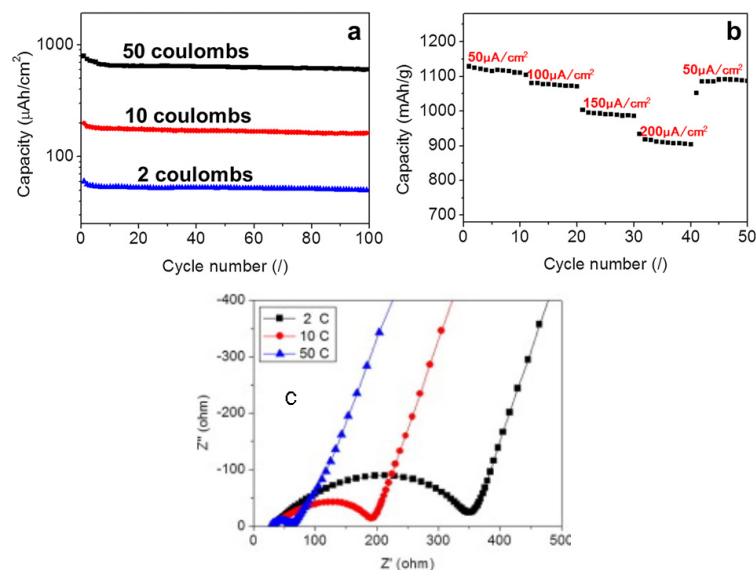 a
1000
100
Capacity (µAh/cm²)
50 coulombs
10 coulombs
2 coulombs
0 20 40 60 80 100
Cycle number (/)
b
1200
1100
1000
900
800
700
Capacity (mAh/g)
50µA/cm²
100µA/cm²
150µA/cm²
200µA/cm²
50µA/cm²
0 10 20 30 40 50
Cycle number (/)
-400
-300
-200
-100
0
Z'' (ohm)
2 C
10 C
50 C
C
0 100 200 300 400 500
Z' (ohm)